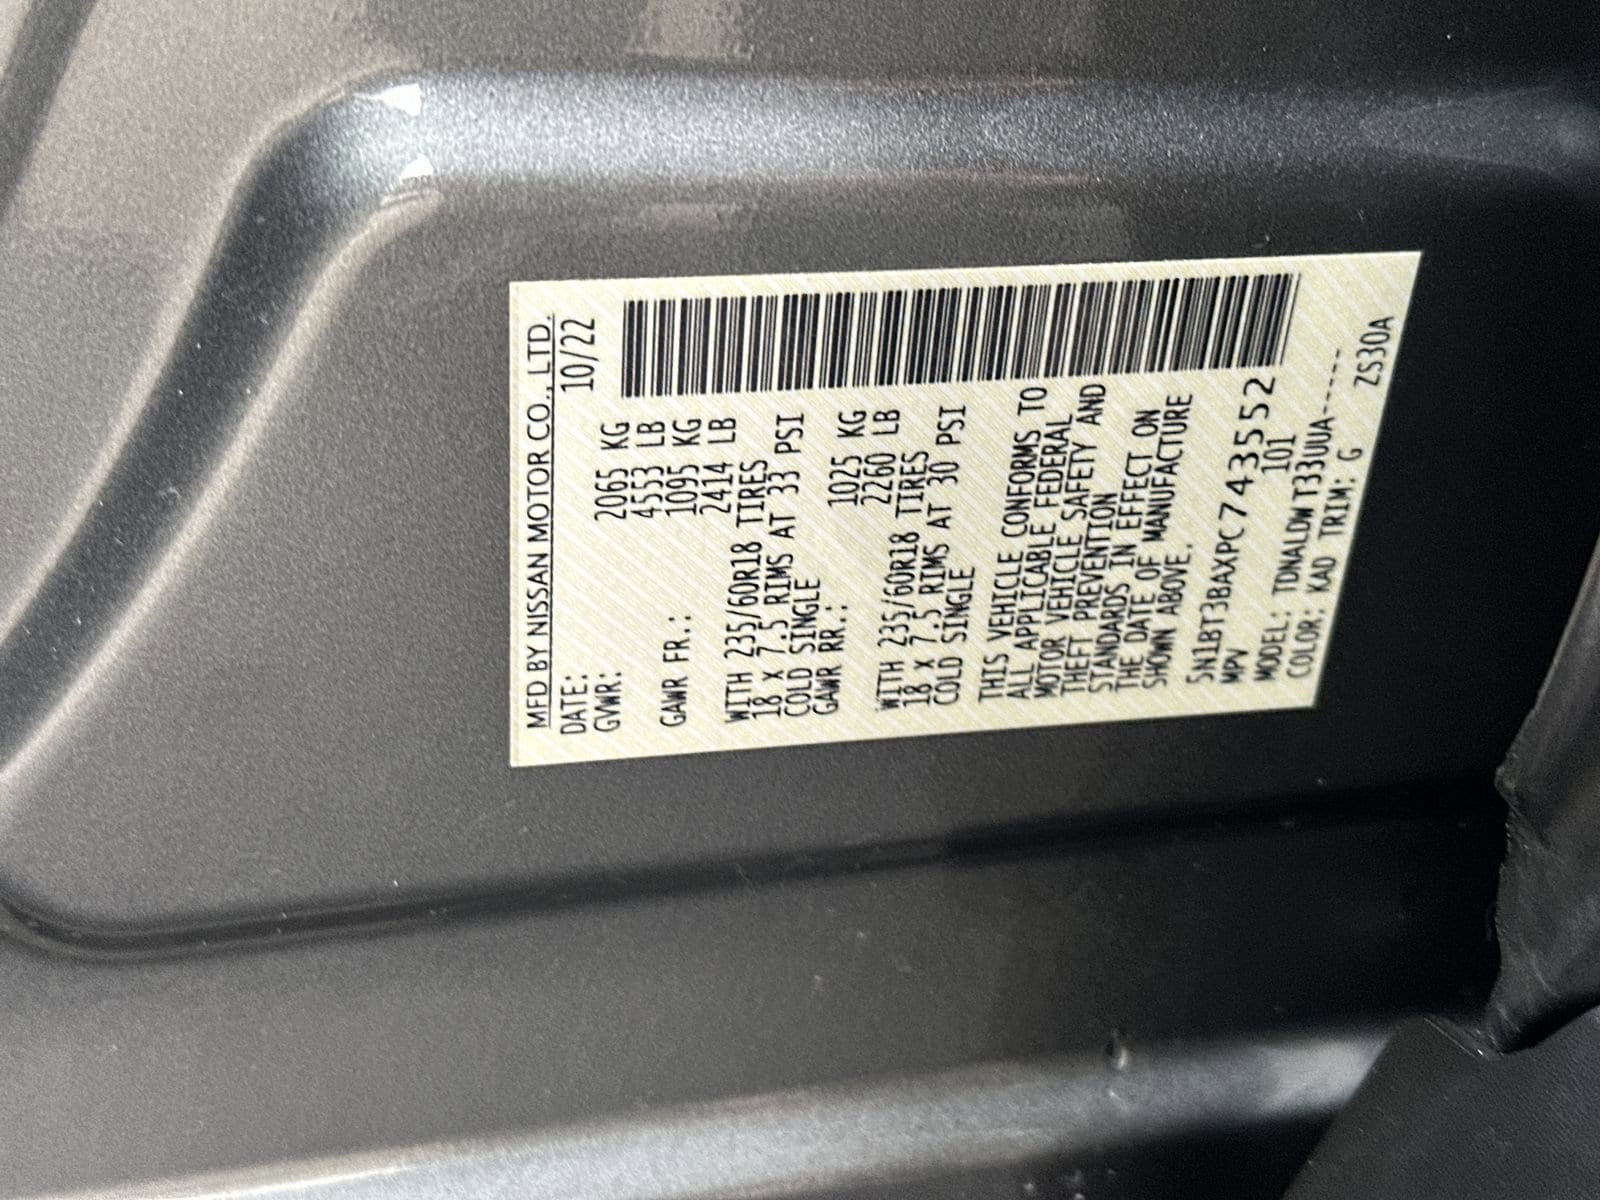 MFD BY NISSAN MOTOR CO., LTD.
DATE: 10/22
GVWR: 2065 KG
4553 LB
GAWR FR.: 1095 KG
2414 LB
WITH 235/60R18 TIRES
18 X 7.5 RIMS AT 33 PSI
COLD SINGLE
GAWR RR.: 1025 KG
2260 LB
WITH 235/60R18 TIRES
18 X 7.5 RIMS AT 30 PSI
COLD SINGLE
THIS VEHICLE CONFORMS TO
ALL APPLICABLE FEDERAL
MOTOR VEHICLE SAFETY AND
THEFT PREVENTION
STANDARDS IN EFFECT ON
THE DATE OF MANUFACTURE
SHOWN ABOVE.
5N1BT3BAXPC743552
MPV 101
MODEL: TDNALDW T33UUA-----
COLOR: KAD TRIM: G ZS30A